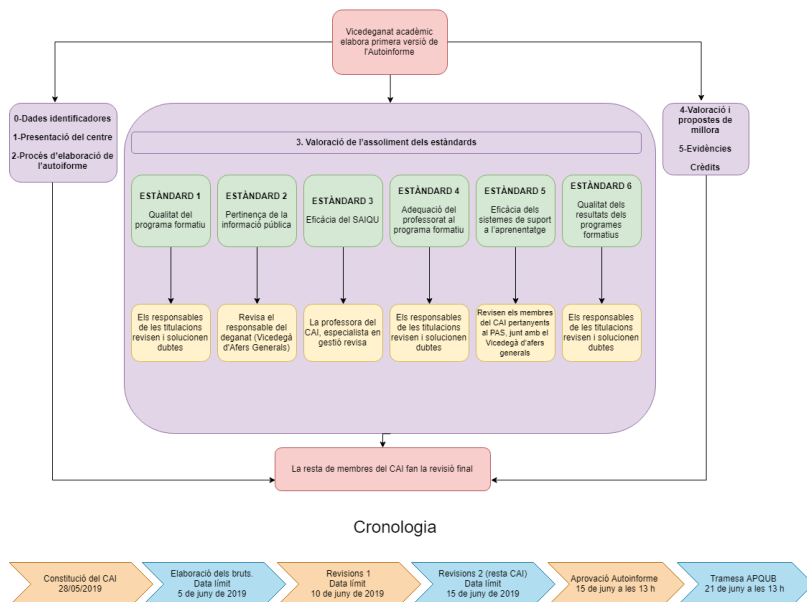 Vicedeganat acadèmic
elabora primera versió de
l'Autoinforme
0-Dades identificadores
1-Presentació del centre
2-Procés d'elaboració de
l'autoiforme
4-Valoració i
propostes de
millora
5-Evidències
Crèdits
3. Valoració de l'assoliment dels estàndards
ESTÀNDARD 1
Qualitat del
programa formatiu
ESTÀNDARD 2
Pertinença de la
informació pública
ESTÀNDARD 3
Eficàcia del SAIQU
ESTÀNDARD 4
Adequació del
professorat al
programa formatiu
ESTÀNDARD 5
Eficàcia dels
sistemes de suport
a l'aprenentatge
ESTÀNDARD 6
Qualitat dels
resultats dels
programes
formatius
Els responsables
de les titulacions
revisen i solucionen
dubtes
Revisa el
responsable del
deganat (Vicedegà
d'Afers Generals)
La professora del
CAI, especialista en
gestió revisa
Els responsables
de les titulacions
revisen i solucionen
dubtes
Revisen els membres
del CAI pertanyents
al PAS, junt amb el
Vicedegà d'afers
generals
Els responsables
de les titulacions
revisen i solucionen
dubtes
La resta de membres del CAI fan la revisió final
Cronologia
Constitució del CAI
28/05/2019
Elaboració dels bruts.
Data límit
5 de juny de 2019
Revisions 1
Data límit
10 de juny de 2019
Revisions 2 (resta CAI)
Data límit
15 de juny de 2019
Aprovació Autoinforme
15 de juny a les 13 h
Tramesa APQUB
21 de juny a les 13 h